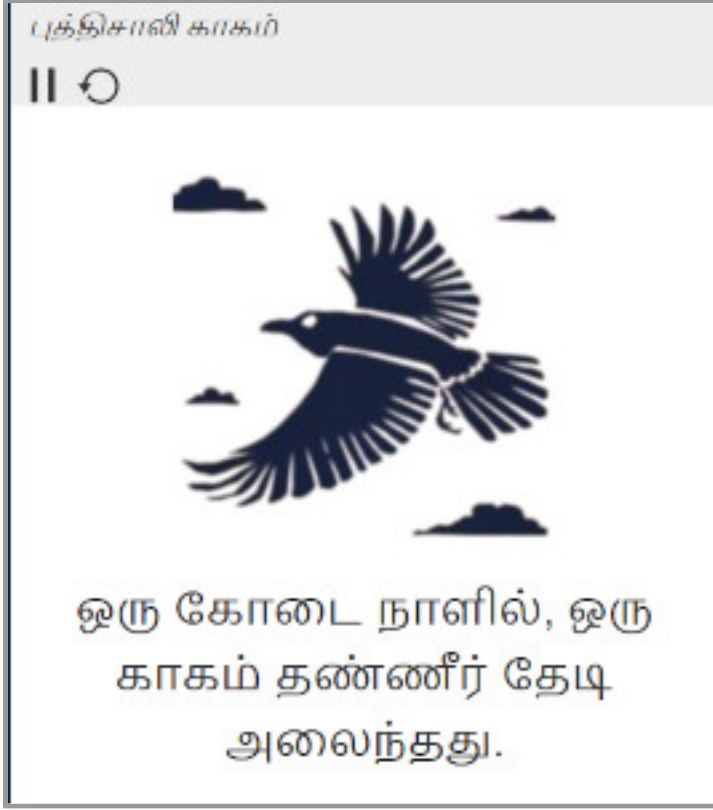 புத்திசாலி காகம்
ஒரு கோடை நாளில், ஒரு
காகம் தண்ணீர் தேடி
அலைந்தது.